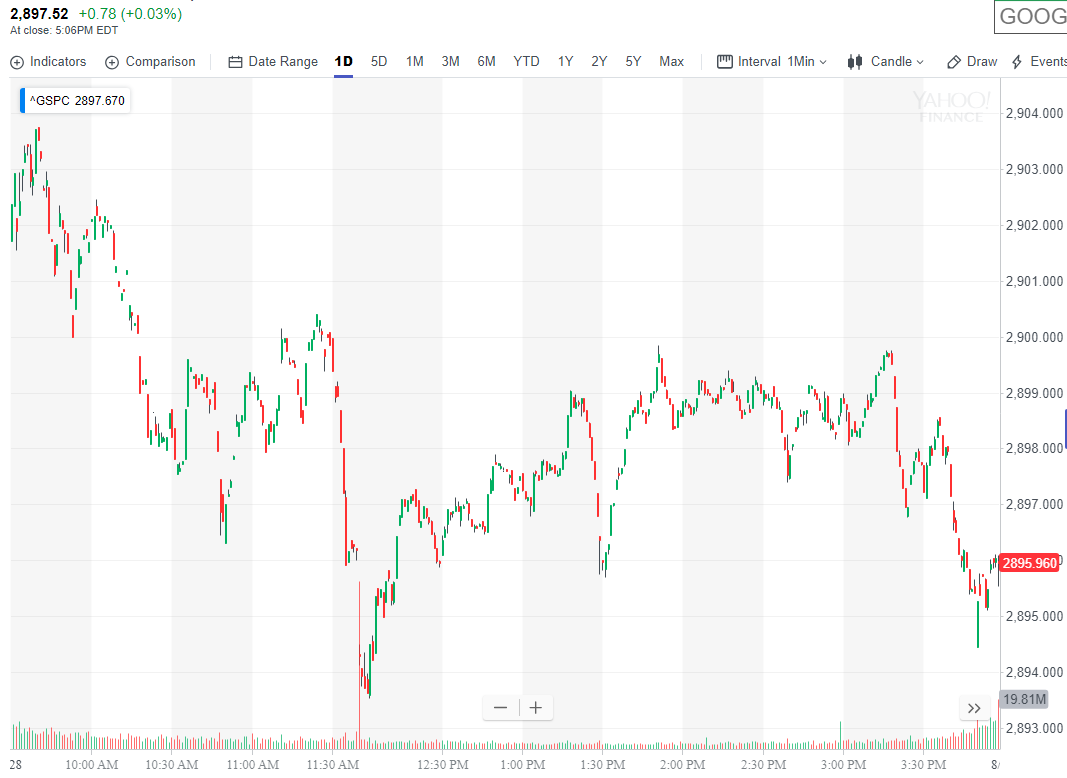 2,897.52 +0.78 (+0.03%)
At close: 5:06PM EDT
GOOG
Indicators Comparison Date Range 1D 5D 1M 3M 6M YTD 1Y 2Y 5Y Max Interval 1Min Candle Draw Events
^GSPC 2897.670
YAHOO!
FINANCE
2,904.000
2,903.000
2,902.000
2,901.000
2,900.000
2,899.000
2,898.000
2,897.000
2895.960
2,895.000
2,894.000
19.81M
2,893.000
28 10:00 AM 10:30 AM 11:00 AM 11:30 AM 12:30 PM 1:00 PM 1:30 PM 2:00 PM 2:30 PM 3:00 PM 3:30 PM 8/